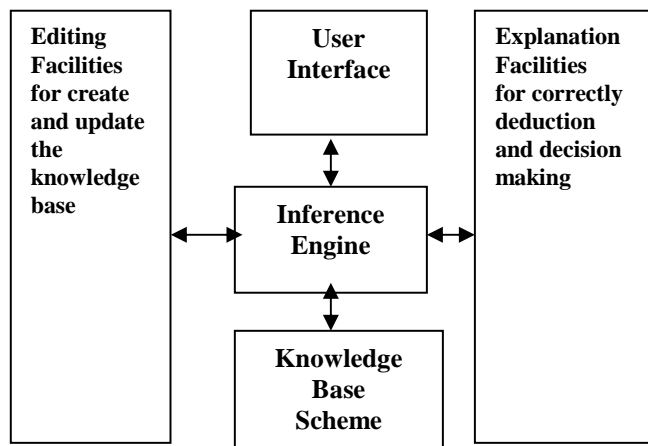 Editing
Facilities
for create
and update
the
knowledge
base
User
Interface
Explanation
Facilities
for correctly
deduction
and decision
making
Inference
Engine
Knowledge
Base
Scheme